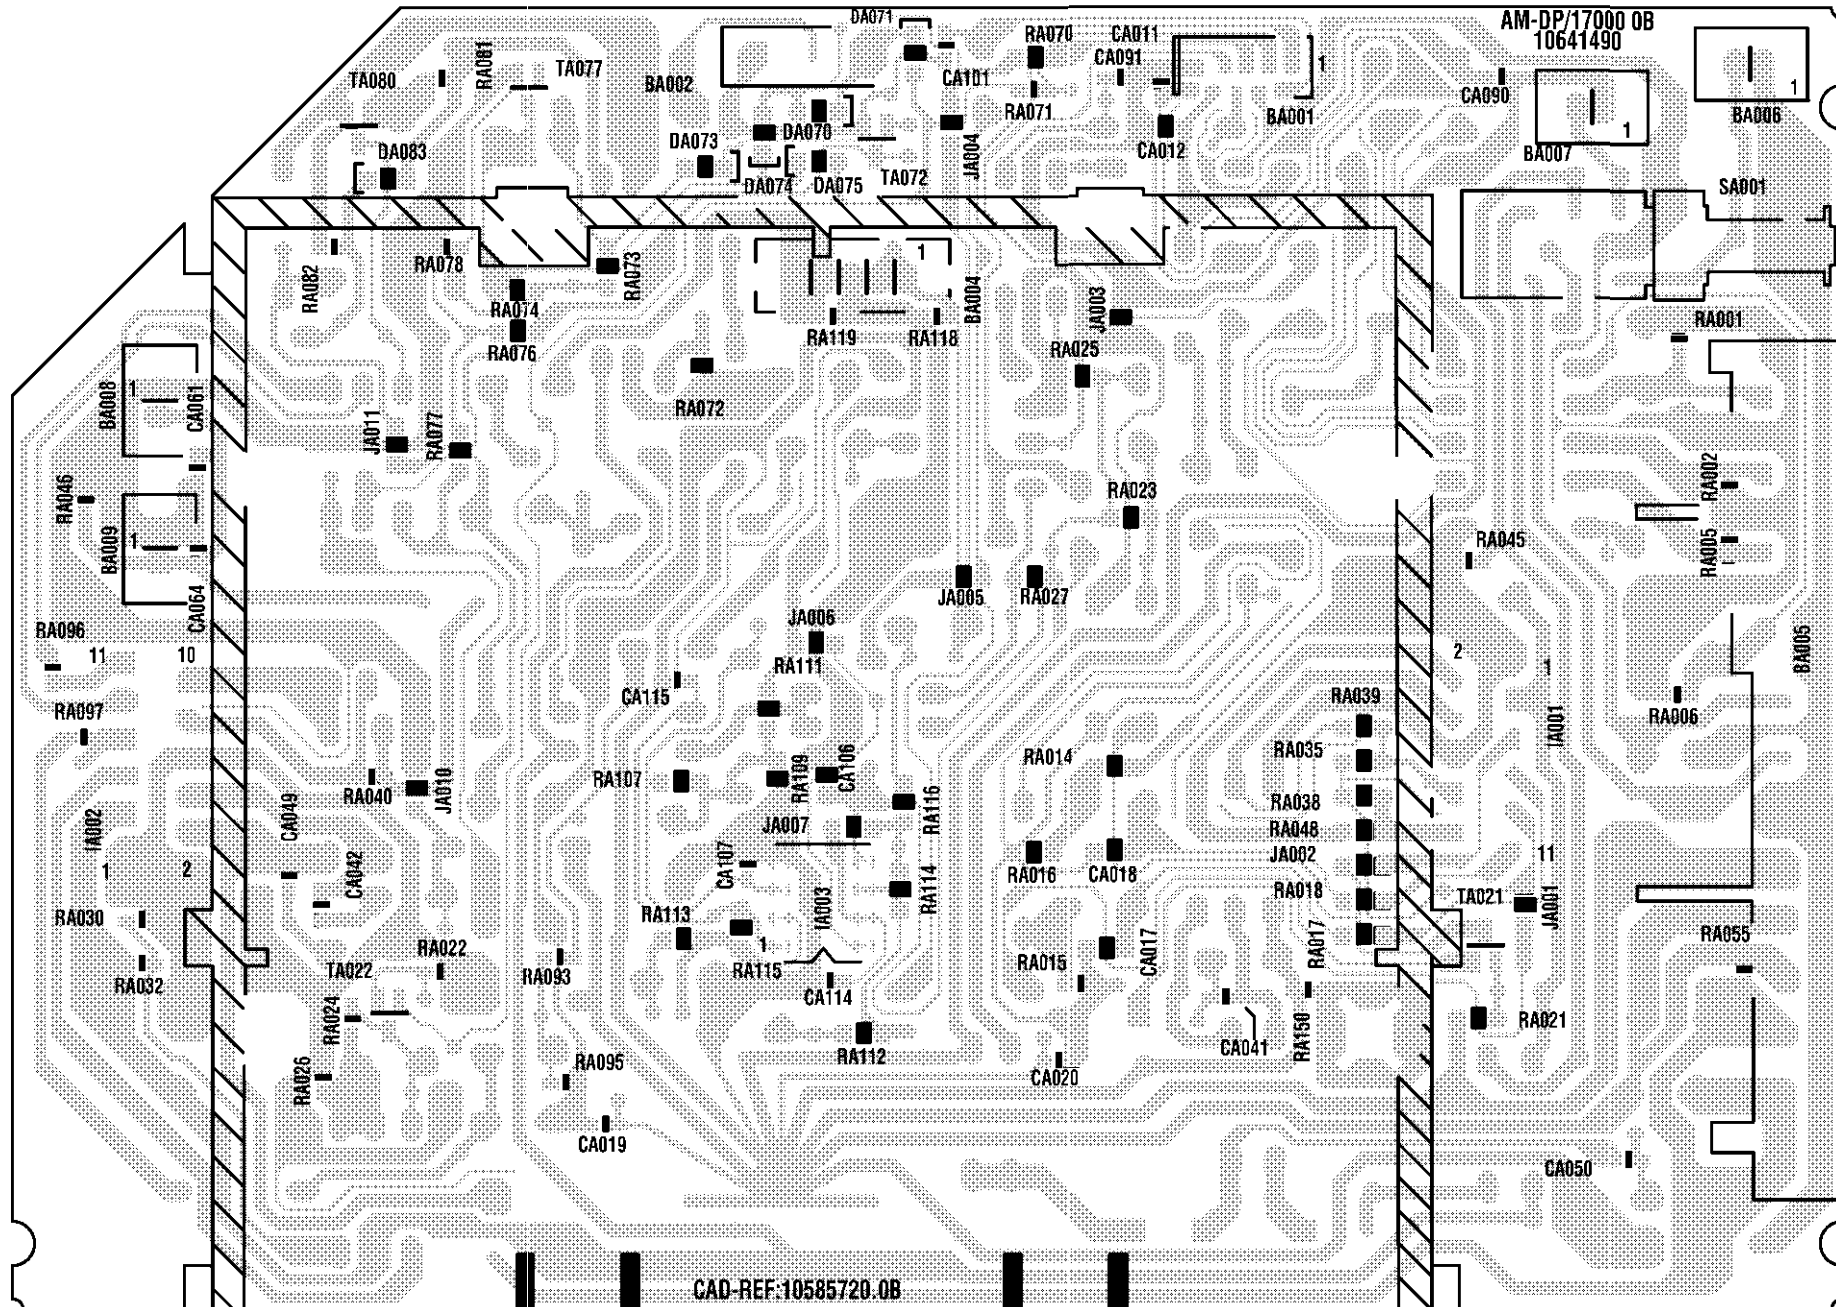 DA071
AM-DP/17000 0B
10641490
TA080
RA081
TA077
BA002
CA101
RA070
RA071
CA011
CA091
BA001
1
CA090
BA007
1
BA006
1
DA083
DA073
DA070
DA074
DA075
TA072
JA004
CA012
SA001
RA082
RA078
RA074
RA076
RA073
1
BA004
RA119
RA118
JA003
RA025
RA001
BA008
1
CA061
RA072
JA011
RA077
RA046
BA009
1
CA064
RA023
RA045
RA002
RA005
JA005
RA027
RA096
11
10
JA006
RA111
CA115
2
1
IA001
BA005
RA097
RA039
RA006
RA035
RA014
RA107
RA109
CA106
RA040
JA010
RA038
RA116
JA007
RA048
IA002
CA049
1
2
CA042
CA107
JA002
11
RA016
CA018
RA114
RA018
TA021
JA001
RA030
RA113
IA003
RA017
RA055
1
RA115
CA017
RA022
TA022
RA093
RA015
RA032
CA114
RA024
RA112
CA041
RA150
RA021
RA026
RA095
CA020
CA019
CA050
CAD-REF:10585720.0B